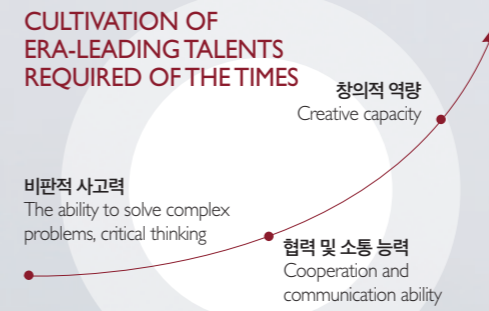 CULTIVATION OF
ERA-LEADING TALENTS
REQUIRED OF THE TIMES
창의적 역량
Creative capacity
비판적 사고력
The ability to solve complex
problems, critical thinking
협력 및 소통 능력
Cooperation and
communication ability